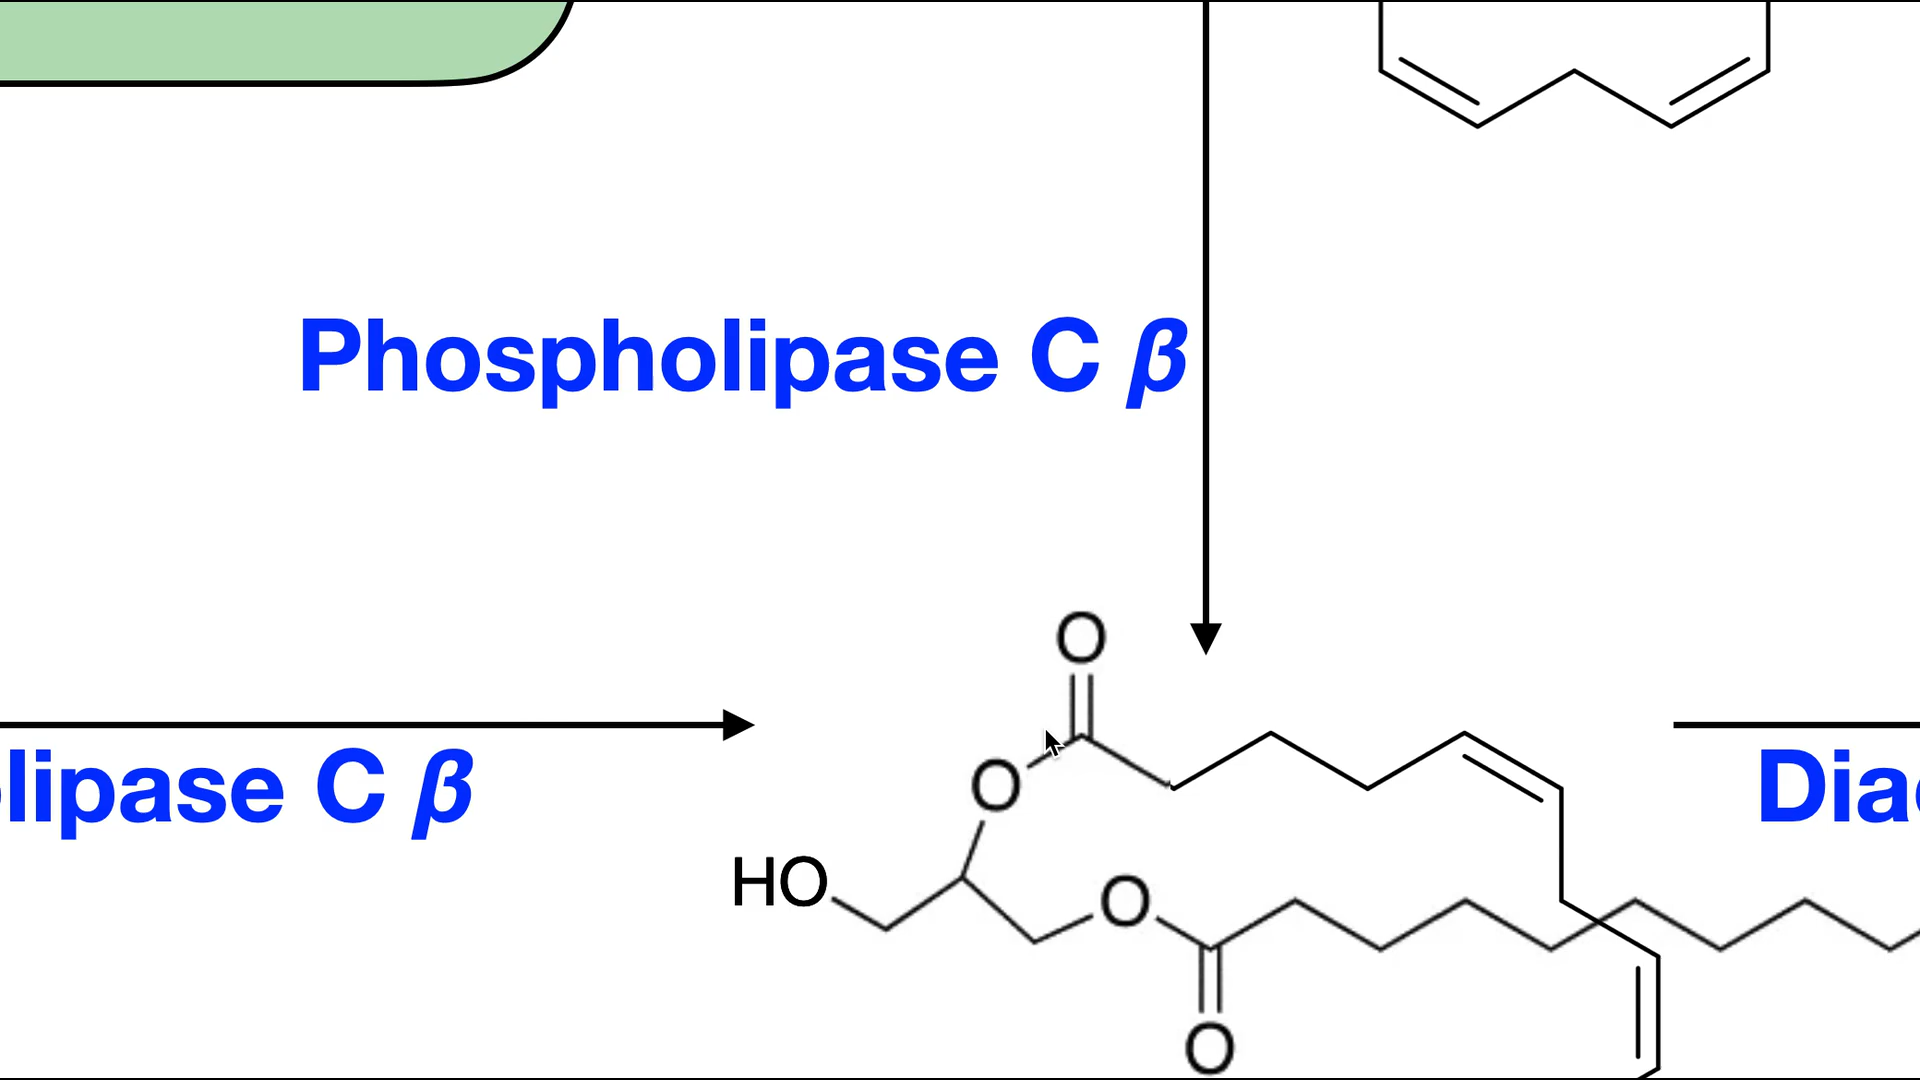 Phospholipase C β
O
lipase C β
O
Dia
HO
O
O